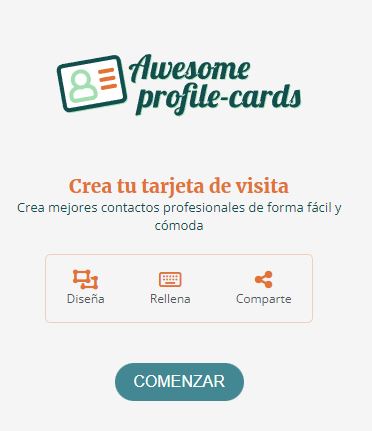 Awesome
profile-cards
Crea tu tarjeta de visita
Crea mejores contactos profesionales de forma fácil y
cómoda
Diseña Rellena Comparte
COMENZAR